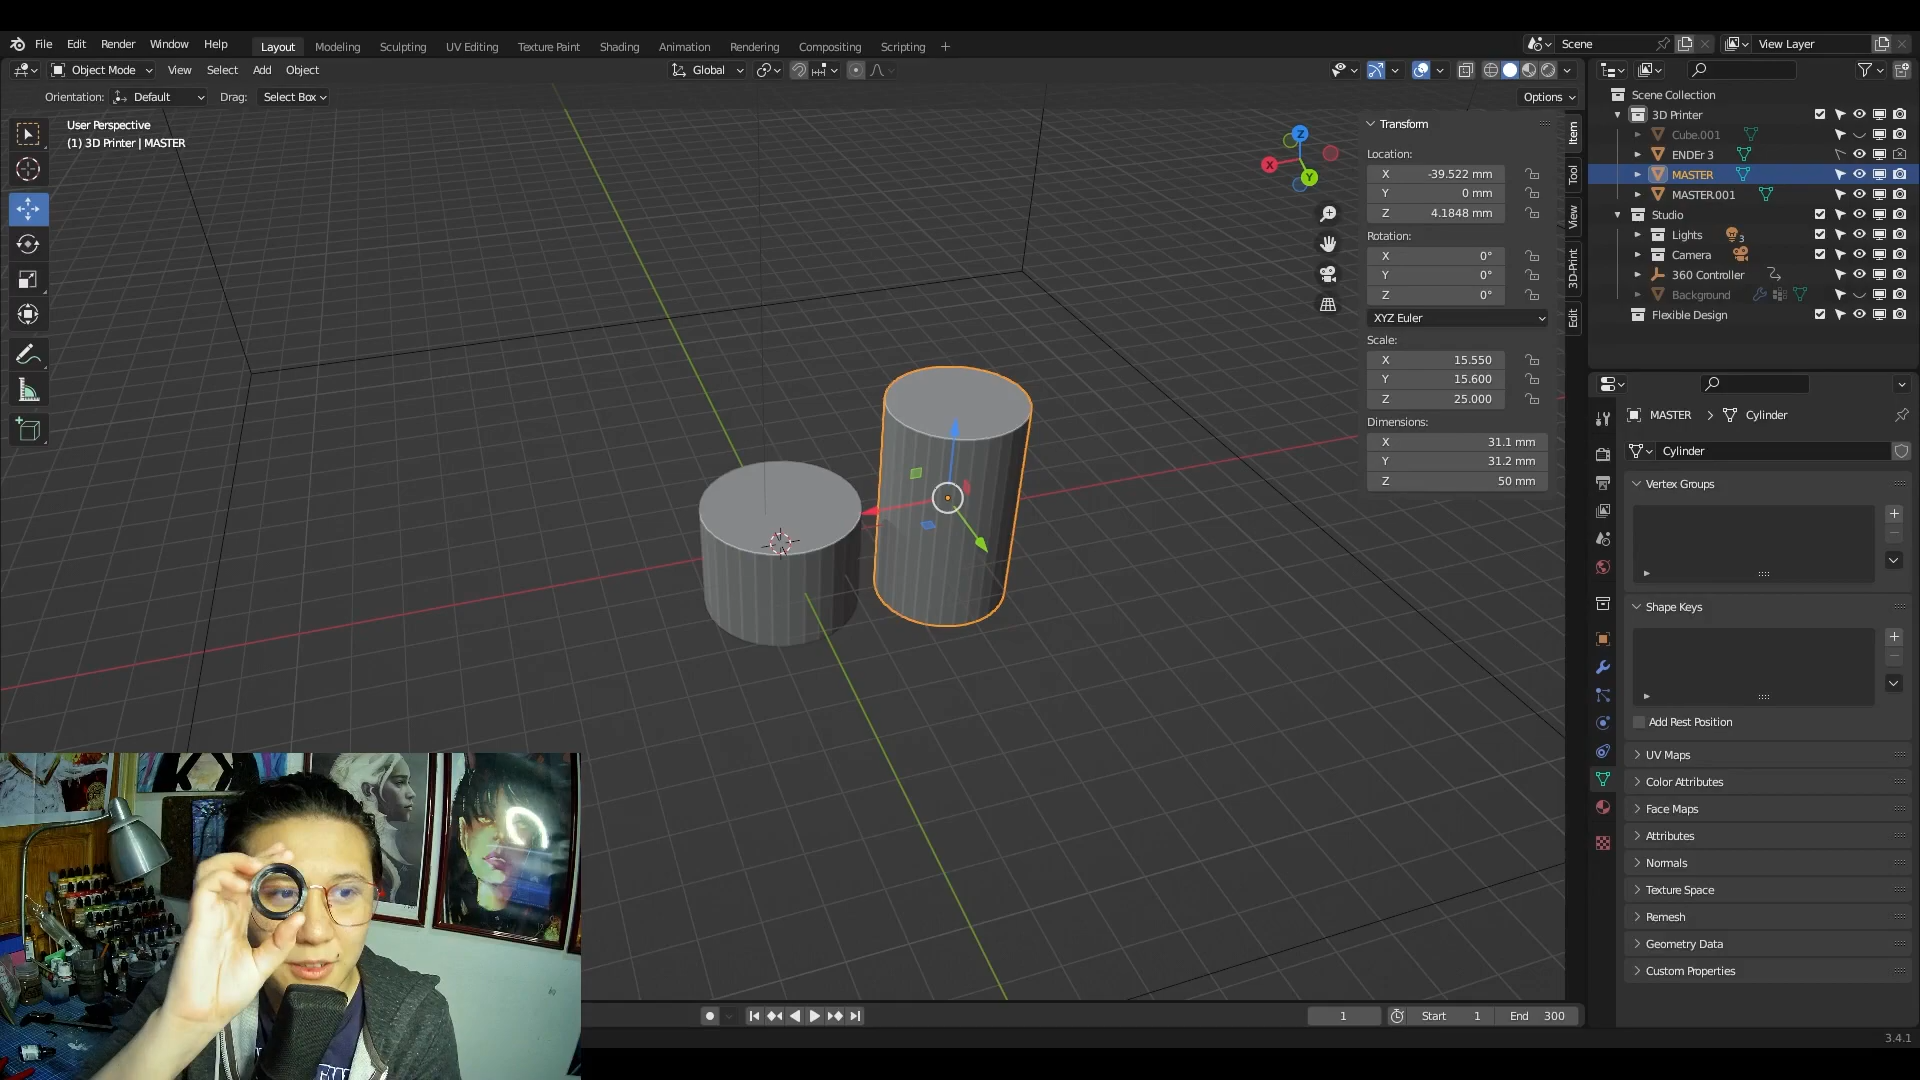 File Edit Render Window Help Layout Modeling Sculpting UV Editing Texture Paint Shading Animation Rendering Compositing Scripting + Scene View Layer
Object Mode View Select Add Object Global
Orientation: Default Drag: Select Box Options
User Perspective
(1) 3D Printer | MASTER
Z
X
Y
Transform
Location:
X -39.522 mm
Y 0 mm
Z 4.1848 mm
Rotation:
X 0°
Y 0°
Z 0°
XYZ Euler
Scale:
X 15.550
Y 15.600
Z 25.000
Dimensions:
X 31.1 mm
Y 31.2 mm
Z 50 mm
Item
Tool
View
3D-Print
Edit
Scene Collection
3D Printer
Cube.001
ENDEr 3
MASTER
MASTER.001
Studio
Lights 3
Camera
360 Controller
Background
Flexible Design
MASTER > Cylinder
Cylinder
Vertex Groups
Shape Keys
Add Rest Position
UV Maps
Color Attributes
Face Maps
Attributes
Normals
Texture Space
Remesh
Geometry Data
Custom Properties
1 Start 1 End 300
3.4.1